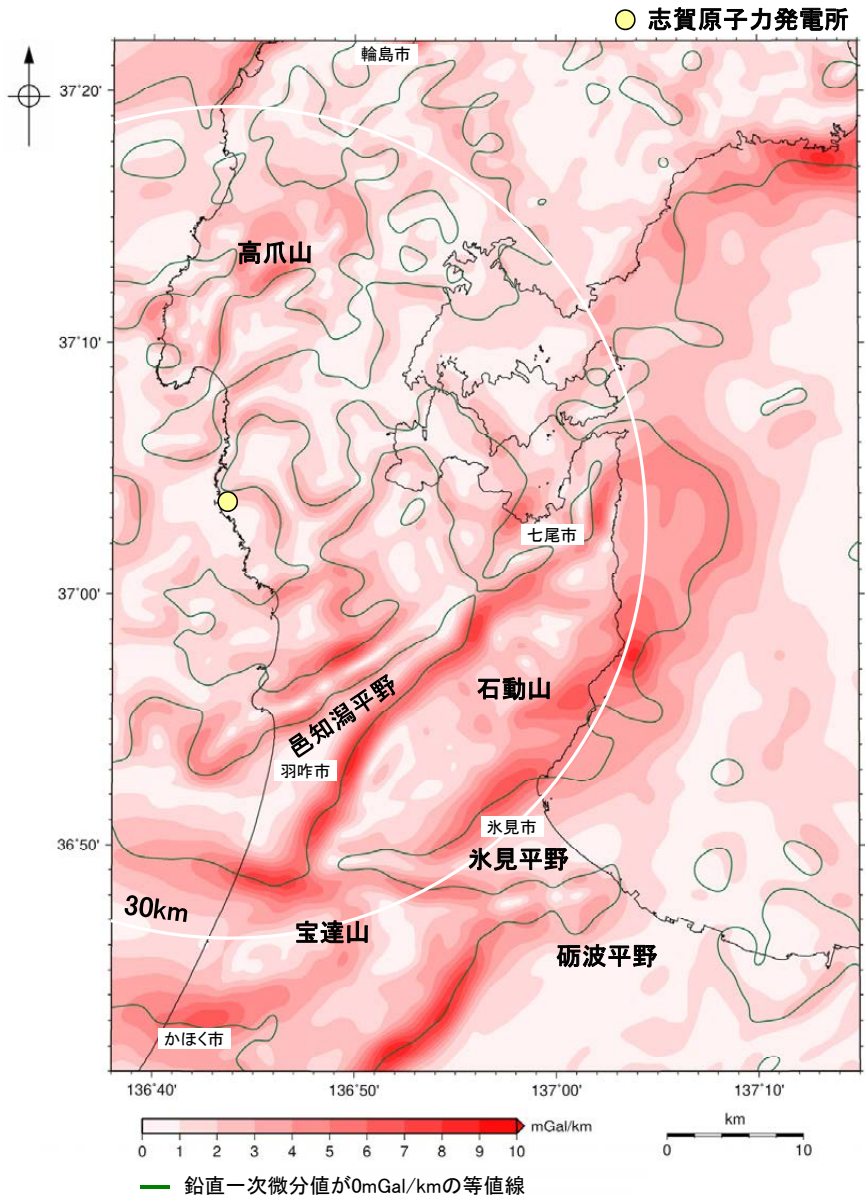 志賀原子力発電所
輪島市
37˚20'
高爪山
37˚10'
七尾市
37˚00'
石動山
邑知潟平野
羽咋市
氷見市
36˚50'
氷見平野
30km
宝達山
砺波平野
かほく市
136˚40'
136˚50'
137˚00'
137˚10'
mGal/km
0 1 2 3 4 5 6 7 8 9 10
km
0 10
鉛直一次微分値が0mGal/kmの等値線